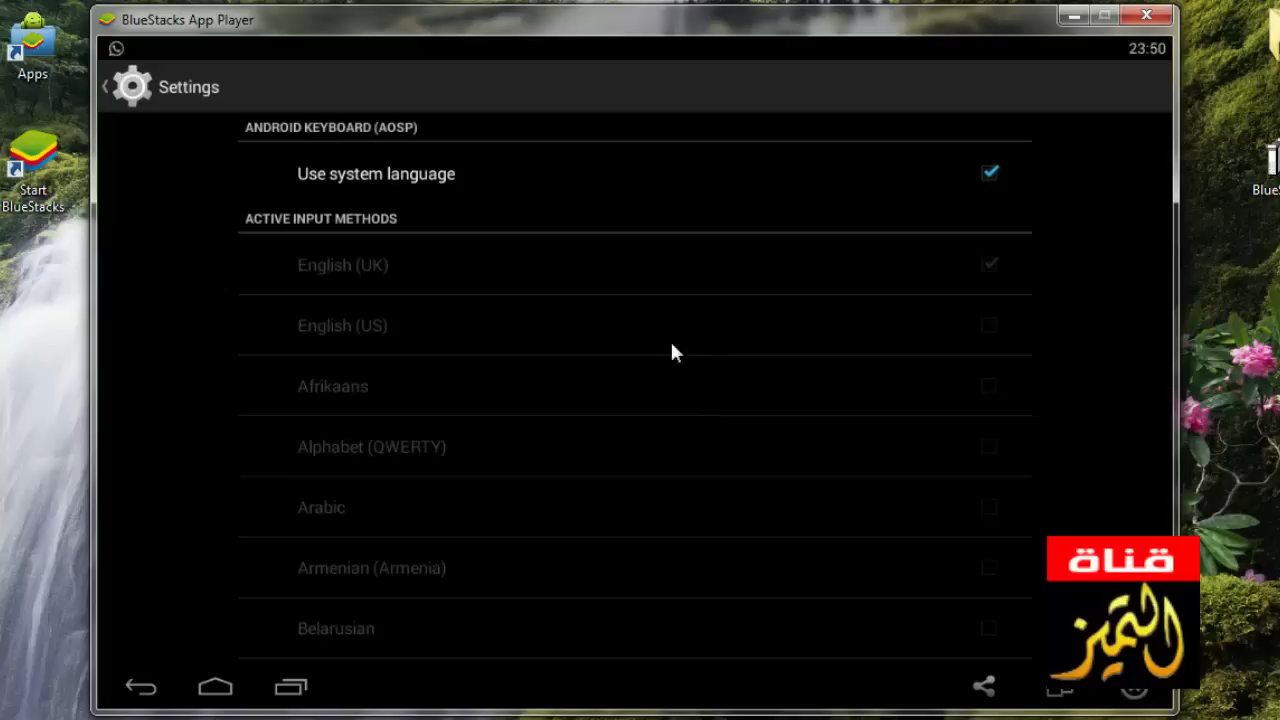 BlueStacks App Player
Apps
23:50
Settings
ANDROID KEYBOARD (AOSP)
Use system language
Start
BlueStacks
ACTIVE INPUT METHODS
English (UK)
English (US)
Afrikaans
Alphabet (QWERTY)
Arabic
Armenian (Armenia)
Belarusian
قناة
التميز